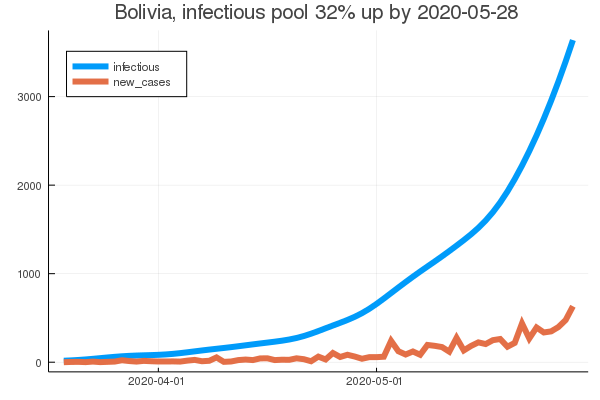 Bolivia, infectious pool 32% up by 2020-05-28
infectious
new_cases
3000
2000
1000
0
2020-04-01
2020-05-01